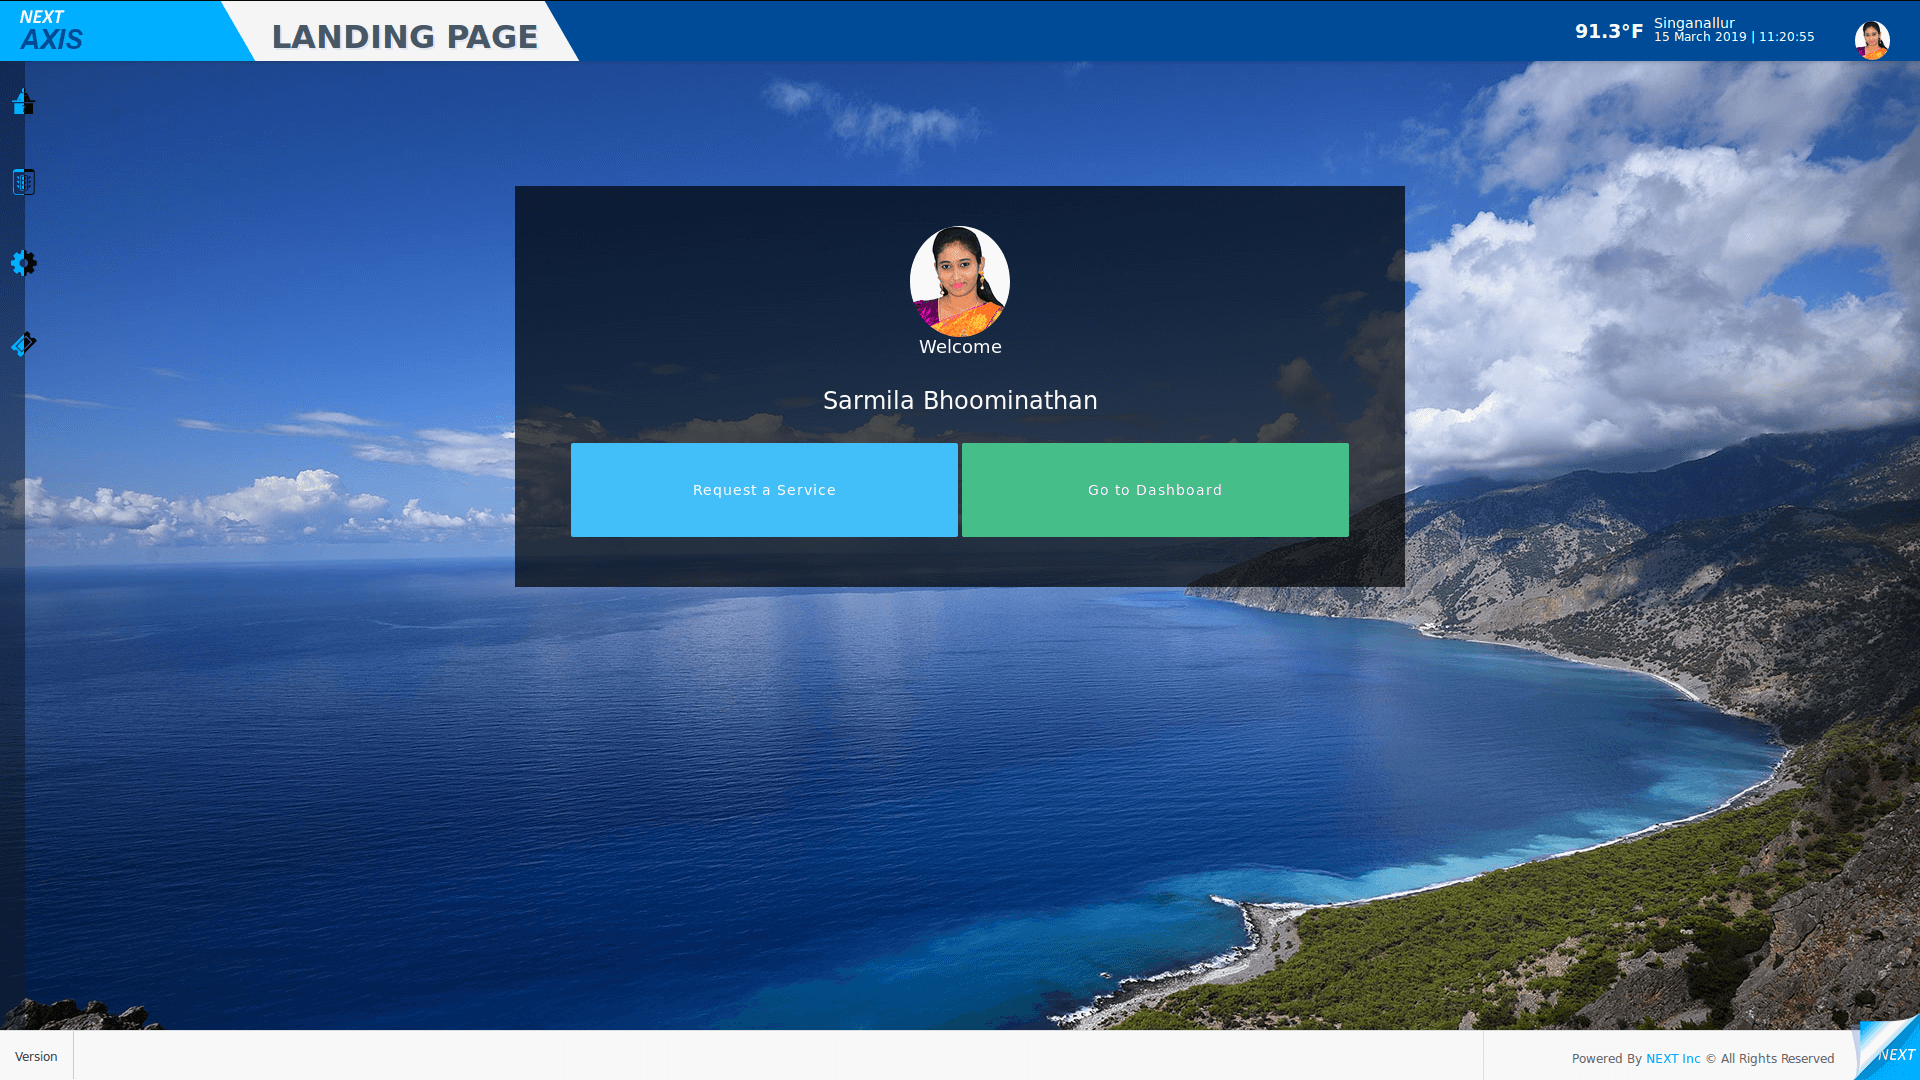 NEXT
AXIS
LANDING PAGE
91.3°F
Singanallur
15 March 2019 | 11:20:55
Welcome
Sarmila Bhoominathan
Request a Service
Go to Dashboard
Version
Powered By NEXT Inc © All Rights Reserved
NEXT